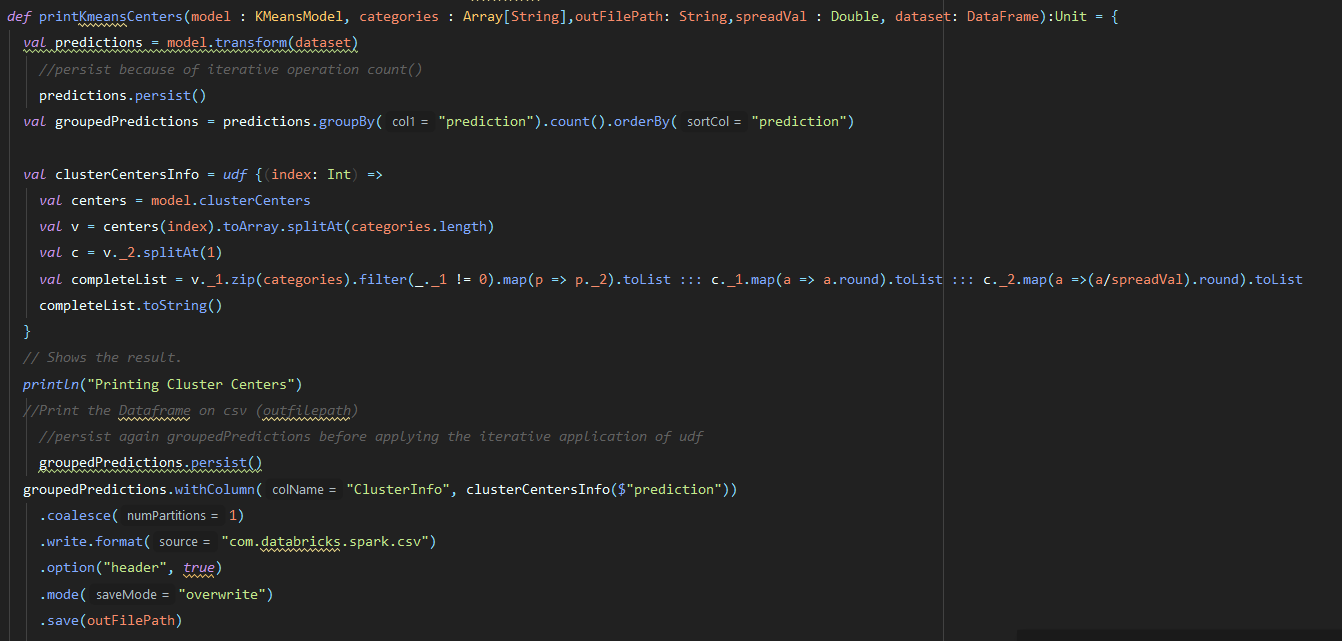 def printKmeansCenters(model : KMeansModel, categories : Array[String],outFilePath: String,spreadVal : Double, dataset: DataFrame):Unit = {
val predictions = model.transform(dataset)
//persist because of iterative operation count()
predictions.persist()
val groupedPredictions = predictions.groupBy( col1 = "prediction").count().orderBy( sortCol = "prediction")
val clusterCentersInfo = udf {(index: Int) =>
val centers = model.clusterCenters
val v = centers(index).toArray.splitAt(categories.length)
val c = v._2.splitAt(1)
val completeList = v._1.zip(categories).filter(_._1 != 0).map(p => p._2).toList ::: c._1.map(a => a.round).toList ::: c._2.map(a =>(a/spreadVal).round).toList
completeList.toString()
}
// Shows the result.
println("Printing Cluster Centers")
//Print the Dataframe on csv (outfilepath)
//persist again groupedPredictions before applying the iterative application of udf
groupedPredictions.persist()
groupedPredictions.withColumn( colName = "ClusterInfo", clusterCentersInfo($"prediction"))
.coalesce( numPartitions = 1)
.write.format( source = "com.databricks.spark.csv")
.option("header", true)
.mode( saveMode = "overwrite")
.save(outFilePath)